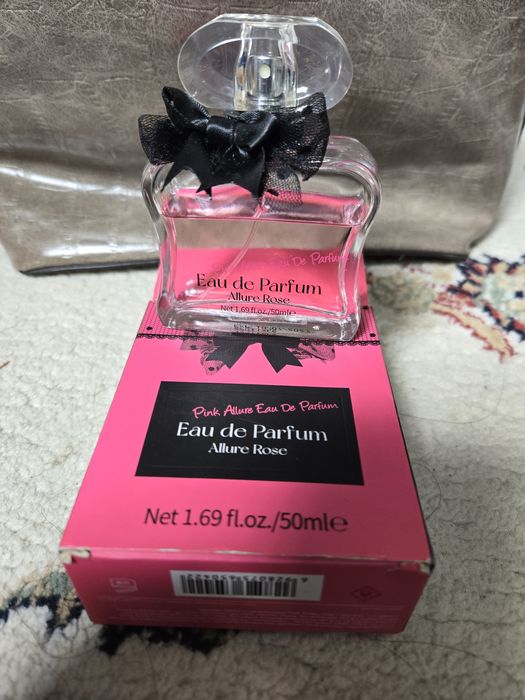 Pink Allure Eau De Parfum
Eau de Parfum
Allure Rose
Net 1.69 fl.oz./50ml℮
Pink Allure Eau De Parfum
Eau de Parfum
Allure Rose
Net 1.69 fl.oz./50ml℮